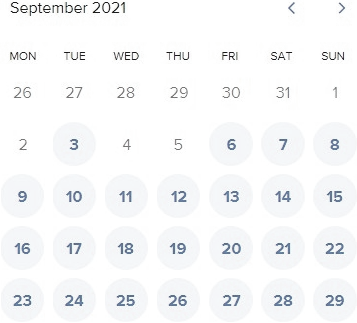 September 2021
MON TUE WED THU FRI SAT SUN
26 27 28 29 30 31 1
2 3 4 5 6 7 8
9 10 11 12 13 14 15
16 17 18 19 20 21 22
23 24 25 26 27 28 29